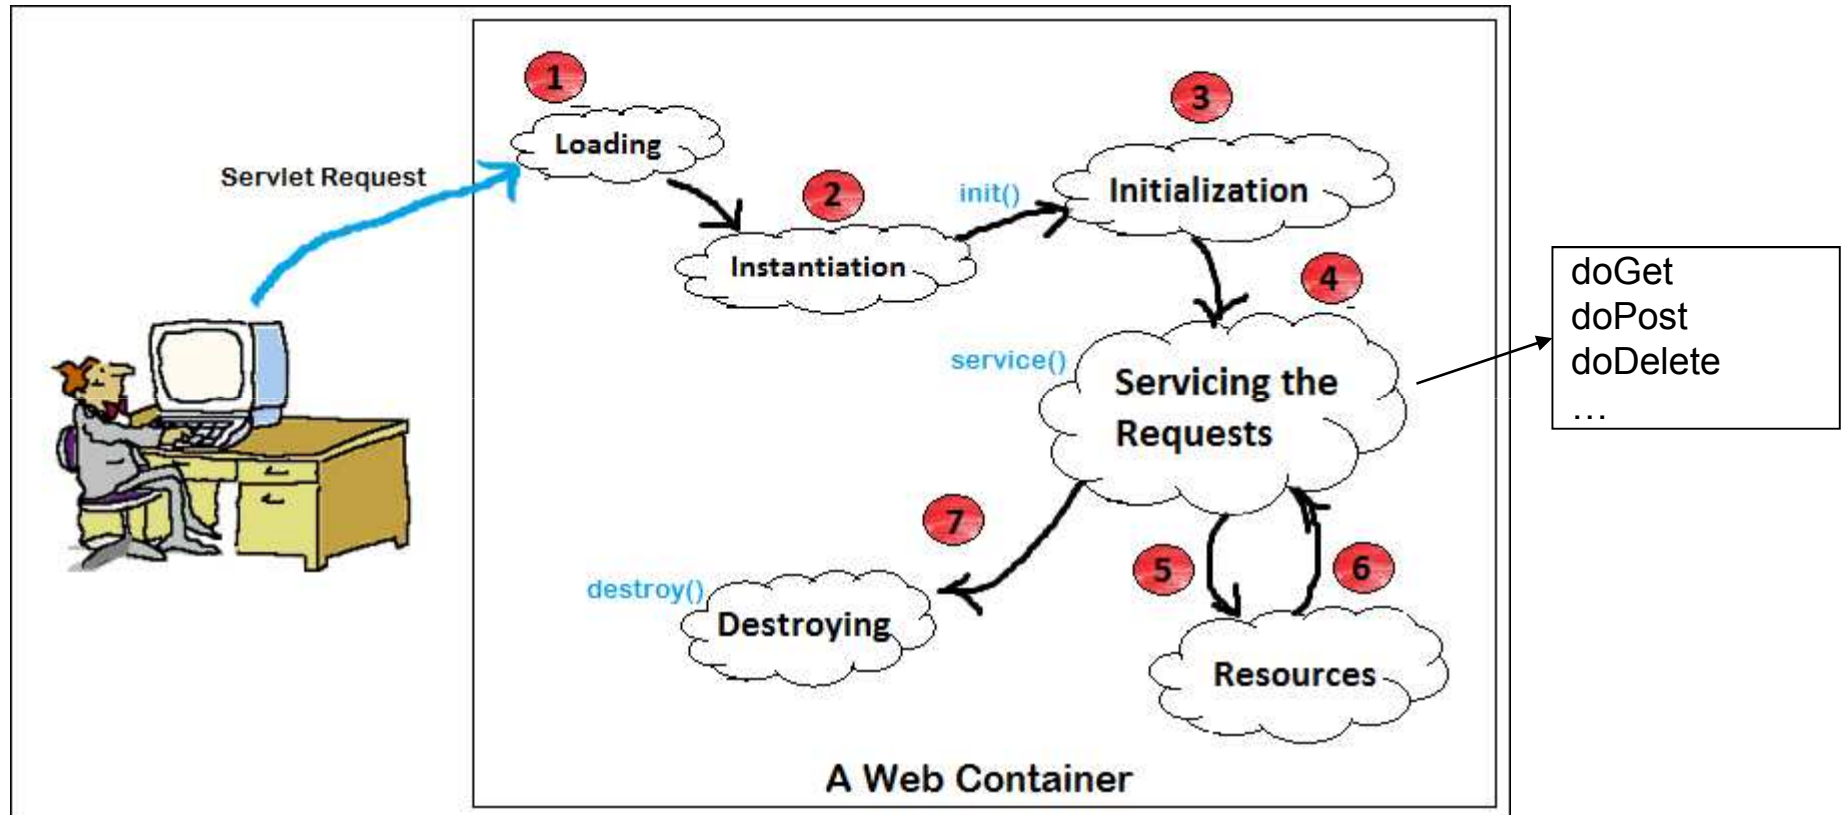 1
Loading
Servlet Request
2
Instantiation
init()
3
Initialization
4
service()
Servicing the
Requests
doGet
doPost
doDelete
…
5
6
Resources
7
destroy()
Destroying
A Web Container